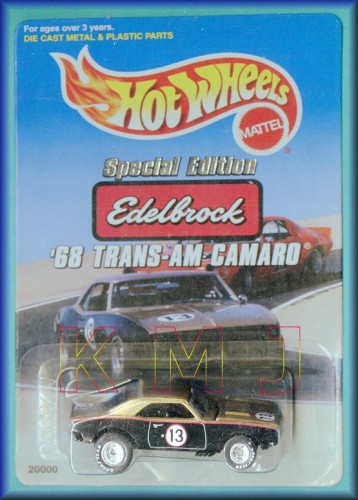 For ages over 3 years.
DIE CAST METAL & PLASTIC PARTS
Hot Wheels
MATTEL
Special Edition
Edelbrock
'68 TRANS-AM CAMARO
13
KMJ
13
20000